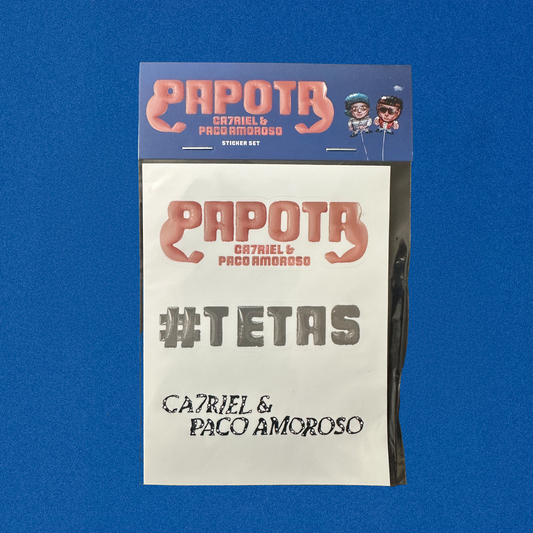 PAPOTA
CA7RIEL &
PACO AMOROSO
STICKER SET
PAPOTA
CA7RIEL &
PACO AMOROSO
#TETAS
CA7RIEL &
PACO AMOROSO